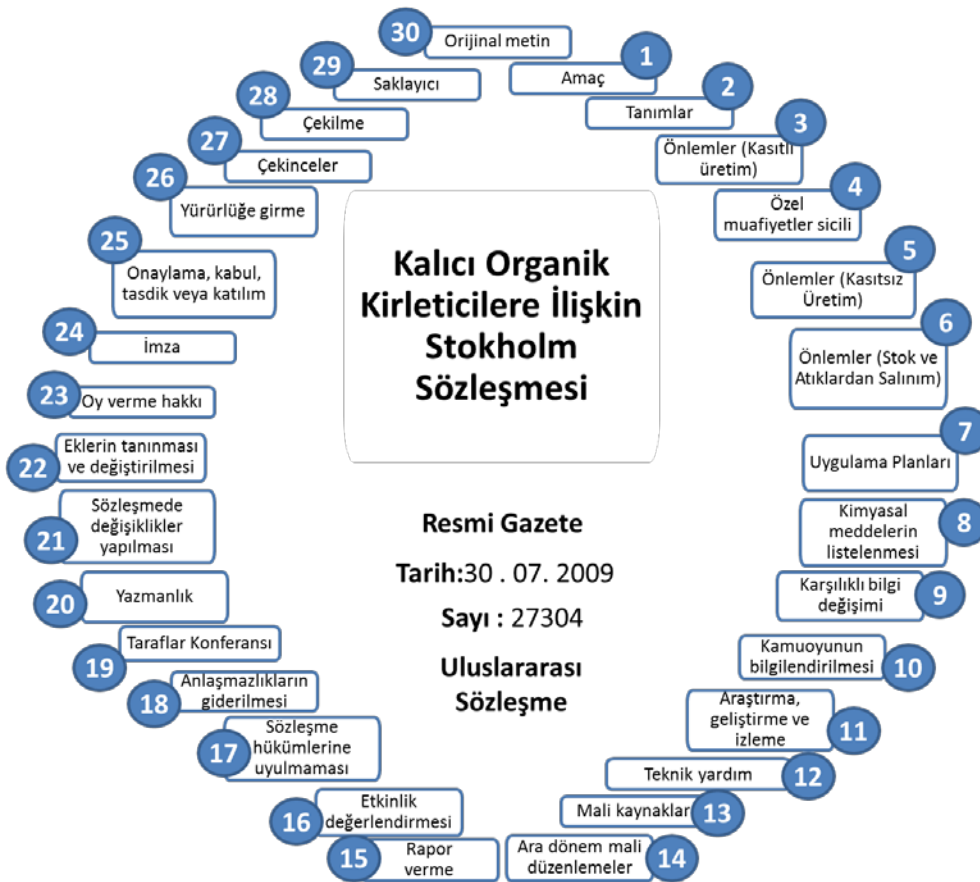 Kalıcı Organik
Kirleticilere İlişkin
Stokholm
Sözleşmesi
Resmi Gazete
Tarih:30 . 07. 2009
Sayı : 27304
Uluslararası
Sözleşme
1
Amaç
2
Tanımlar
3
Önlemler (Kasıtlı
üretim)
4
Özel
muafiyetler sicili
5
Önlemler (Kasıtsız
Üretim)
6
Önlemler (Stok ve
Atıklardan Salınım)
7
Uygulama Planları
8
Kimyasal
meddelerin
listelenmesi
9
Karşılıklı bilgi
değişimi
10
Kamuoyunun
bilgilendirilmesi
11
Araştırma,
geliştirme ve
izleme
12
Teknik yardım
13
Mali kaynaklar
14
Ara dönem mali
düzenlemeler
15
Rapor
verme
16
Etkinlik
değerlendirmesi
17
Sözleşme
hükümlerine
uyulmaması
18
Anlaşmazlıkların
giderilmesi
19
Taraflar Konferansı
20
Yazmanlık
21
Sözleşmede
değişiklikler
yapılması
22
Eklerin tanınması
ve değiştirilmesi
23
Oy verme hakkı
24
İmza
25
Onaylama, kabul,
tasdik veya katılım
26
Yürürlüğe girme
27
Çekinceler
28
Çekilme
29
Saklayıcı
30
Orijinal metin